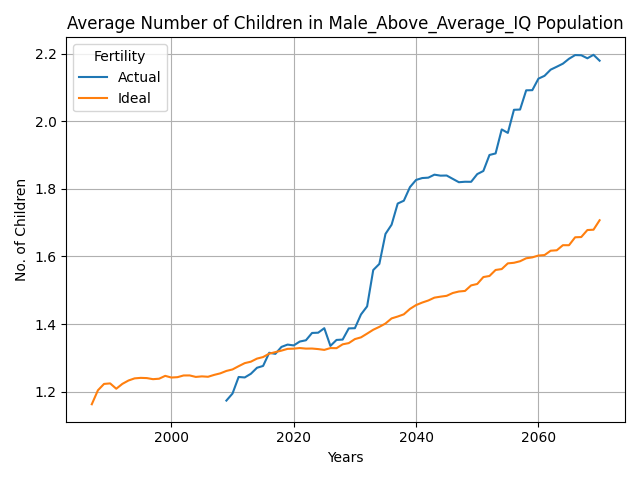 Average Number of Children in Male_Above_Average_IQ Population
Fertility
Actual
Ideal
No. of Children
2.2
2.0
1.8
1.6
1.4
1.2
2000 2020 2040 2060
Years